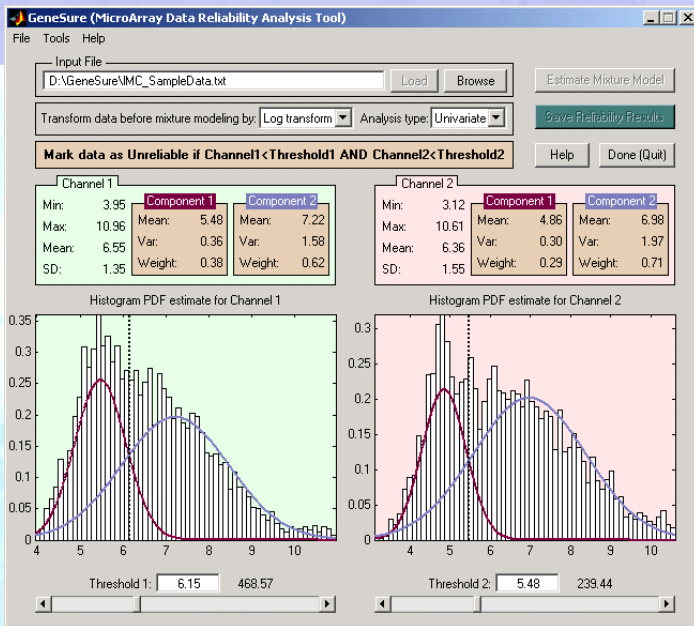 GeneSure (MicroArray Data Reliability Analysis Tool)
File Tools Help
Input File
D:\GeneSure\IMC_SampleData.txt Load Browse Estimate Mixture Model
Transform data before mixture modeling by: Log transform Analysis type: Univariate Save Reliability Results
Mark data as Unreliable if Channel1<Threshold1 AND Channel2<Threshold2 Help Done (Quit)
Channel 1
Min: 3.95
Max: 10.96
Mean: 6.55
SD: 1.35
Component 1
Mean: 5.48
Var: 0.36
Weight: 0.38
Component 2
Mean: 7.22
Var: 1.58
Weight: 0.62
Channel 2
Min: 3.12
Max: 10.61
Mean: 6.36
SD: 1.55
Component 1
Mean: 4.86
Var: 0.30
Weight: 0.29
Component 2
Mean: 6.98
Var: 1.97
Weight: 0.71
Histogram PDF estimate for Channel 1
0.35
0.3
0.25
0.2
0.15
0.1
0.05
0
4 5 6 7 8 9 10
Threshold 1: 6.15 468.57
Histogram PDF estimate for Channel 2
0.3
0.25
0.2
0.15
0.1
0.05
0
4 5 6 7 8 9 10
Threshold 2: 5.48 239.44